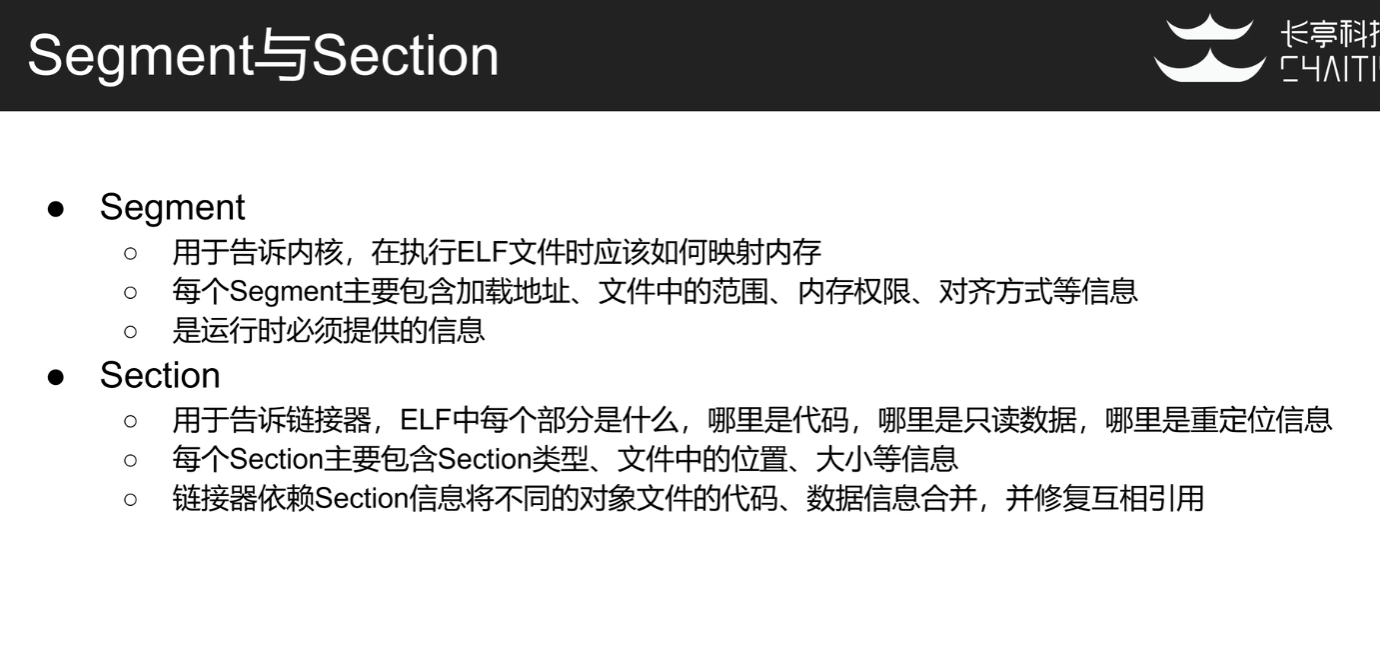 Segment与Section
长亭科技
● Segment
○ 用于告诉内核，在执行ELF文件时应该如何映射内存
○ 每个Segment主要包含加载地址、文件中的范围、内存权限、对齐方式等信息
○ 是运行时必须提供的信息
● Section
○ 用于告诉链接器，ELF中每个部分是什么，哪里是代码，哪里是只读数据，哪里是重定位信息
○ 每个Section主要包含Section类型、文件中的位置、大小等信息
○ 链接器依赖Section信息将不同的对象文件的代码、数据信息合并，并修复互相引用